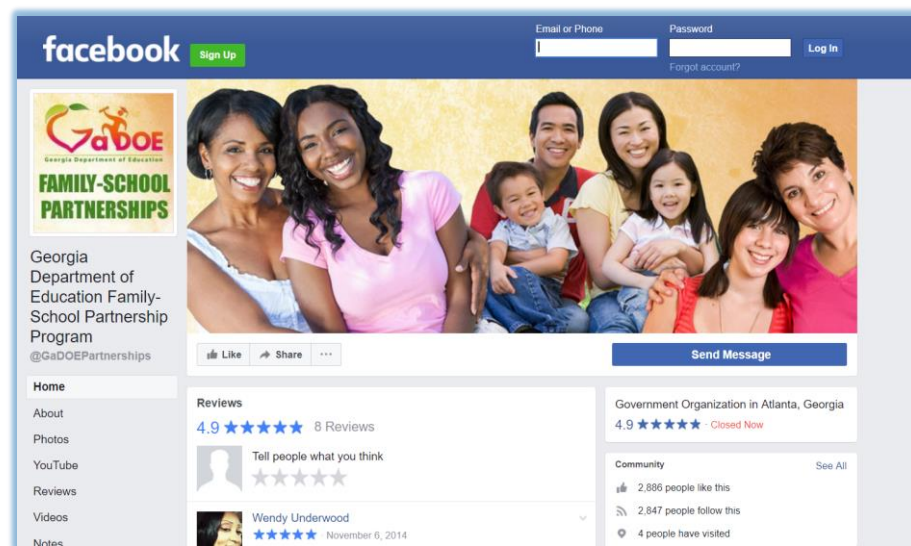 facebook
Sign Up
Email or Phone
Password
Log In
Forgot account?
GaDOE
Georgia Department of Education
FAMILY-SCHOOL
PARTNERSHIPS
Georgia
Department of
Education Family-
School Partnership
Program
@GaDOEPartnerships
Home
About
Photos
YouTube
Reviews
Videos
Notes
Like
Share
Send Message
Reviews
4.9 8 Reviews
Tell people what you think
Wendy Underwood
November 6, 2014
Government Organization in Atlanta, Georgia
4.9 · Closed Now
Community See All
2,886 people like this
2,847 people follow this
4 people have visited